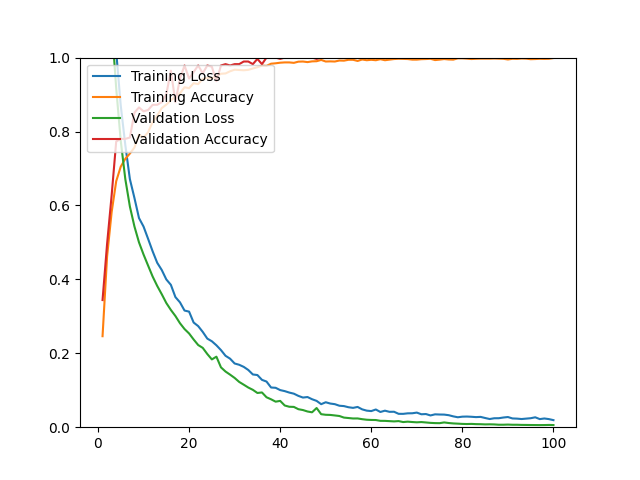 1.0
0.8
0.6
0.4
0.2
0.0
Training Loss
Training Accuracy
Validation Loss
Validation Accuracy
0 20 40 60 80 100